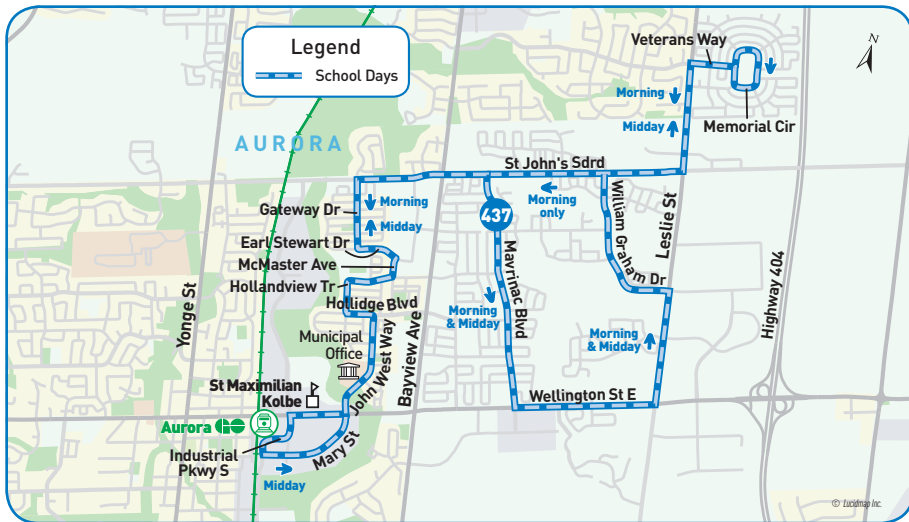 Legend
School Days
N
Veterans Way
Morning
Midday
Memorial Cir
AURORA
St John's Sdrd
Morning
only
Gateway Dr
Morning
Midday
437
William Graham Dr
Leslie St
Earl Stewart Dr
McMaster Ave
Hollandview Tr
Hollidge Blvd
Mavrinac Blvd
Highway 404
Yonge St
Morning
& Midday
Municipal
Office
John West Way
Bayview Ave
Morning
& Midday
St Maximilian
Kolbe
Wellington St E
Aurora GO
Industrial
Pkwy S
Mary St
Midday
© Lucidmap Inc.